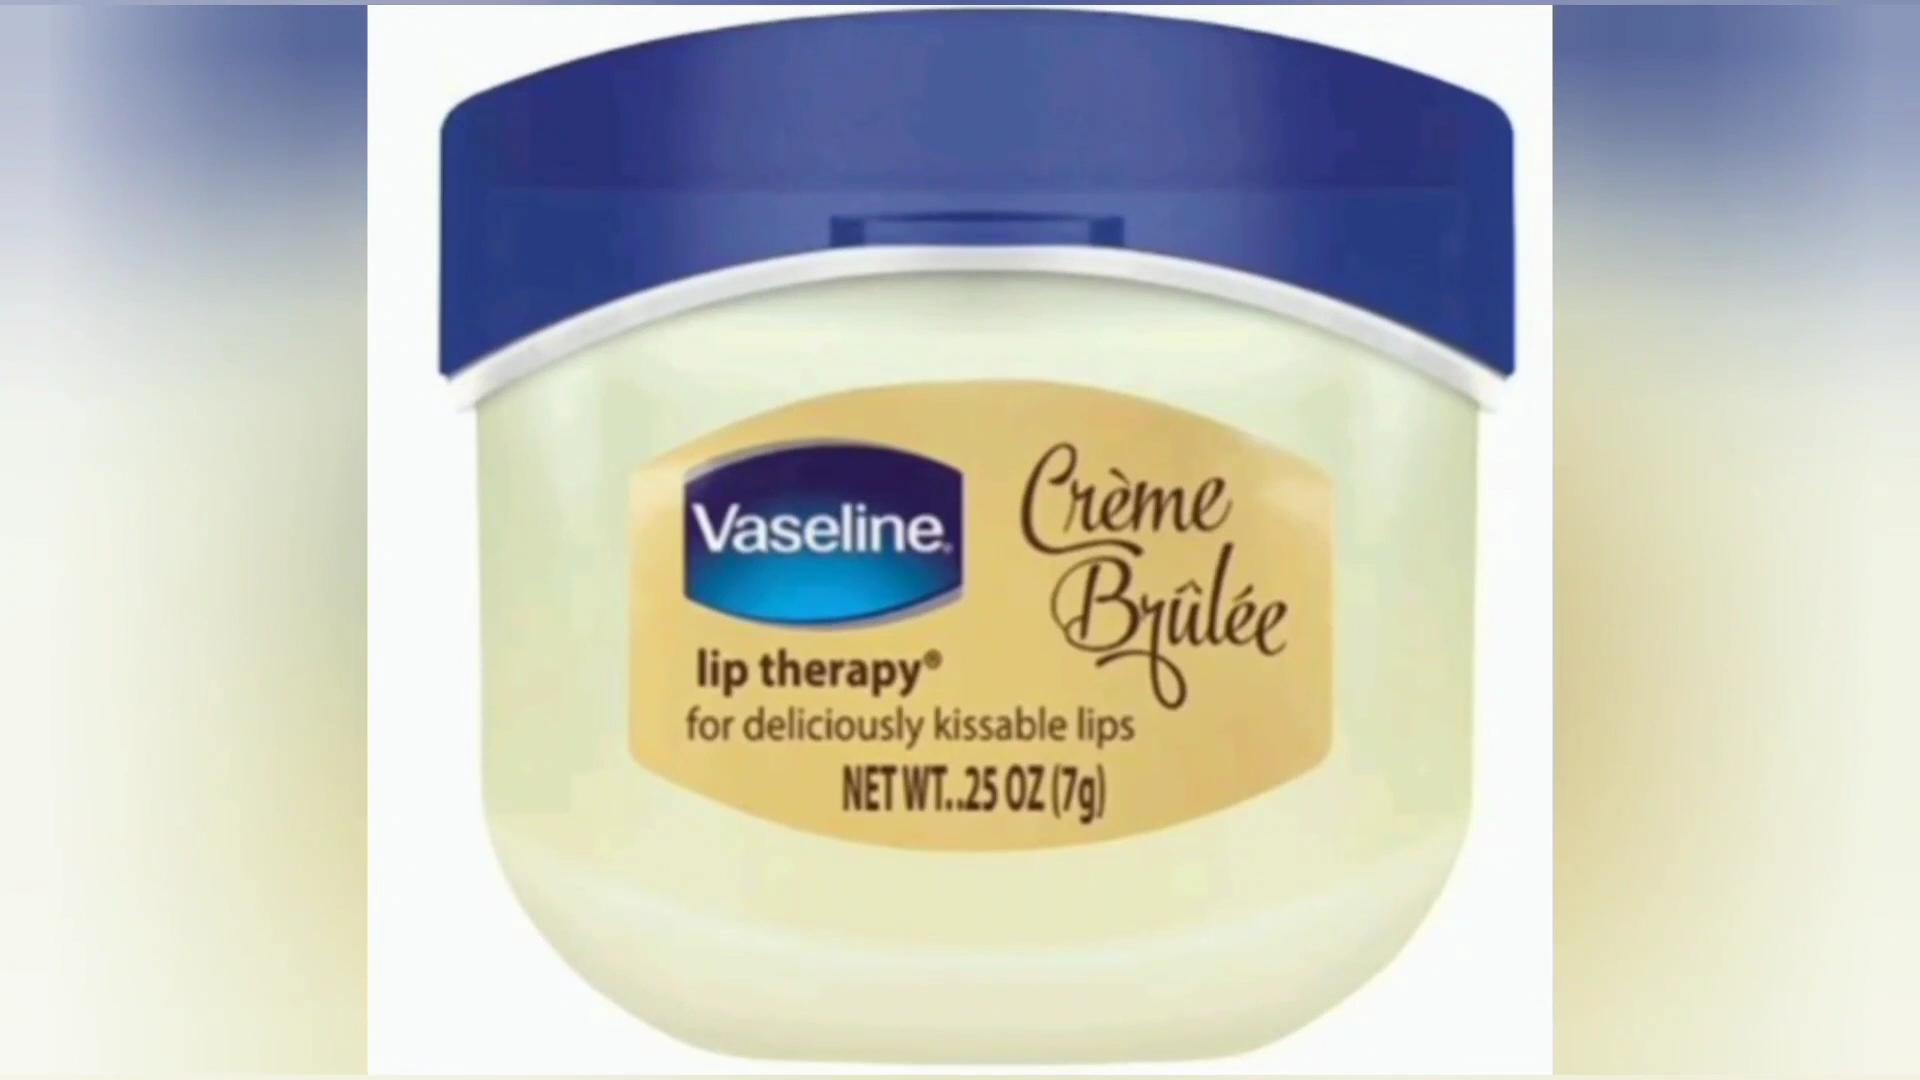 Vaseline®
Crème
Brûlée
lip therapy®
for deliciously kissable lips
NET WT..25 OZ (7g)